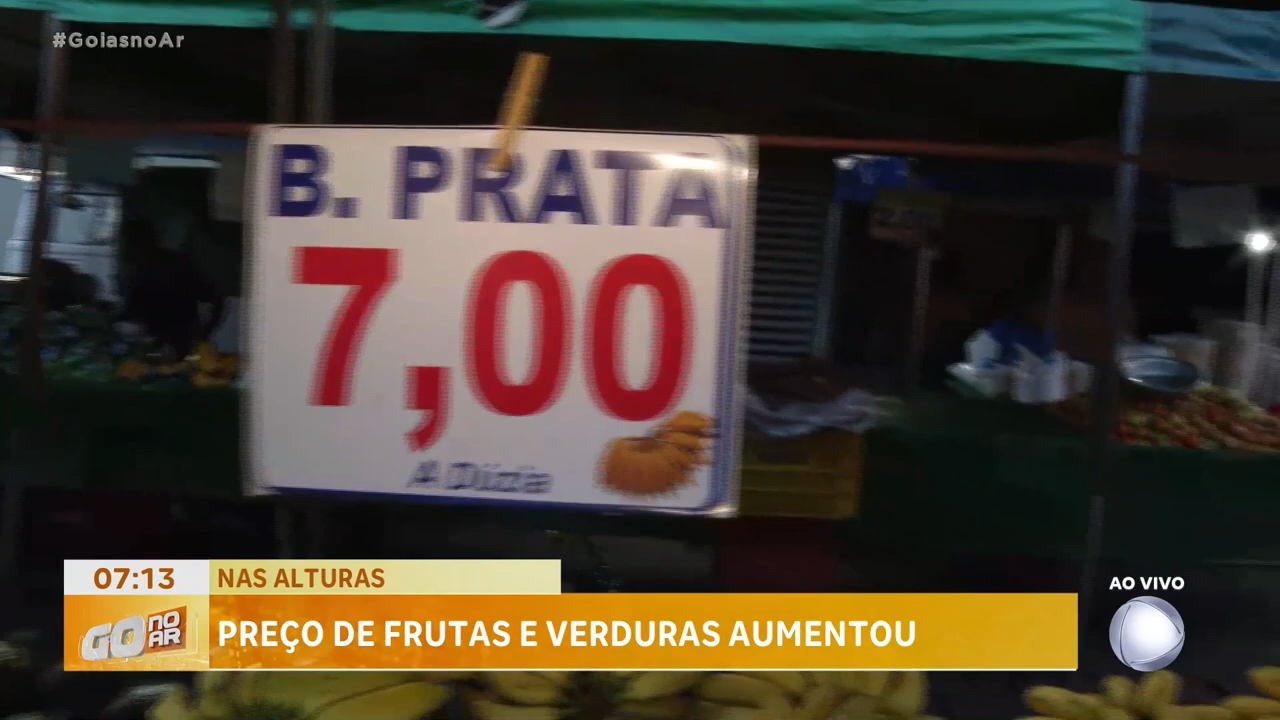 #GoiasnoAr
B. PRATA
7,00
A Dúzia
07:13
NAS ALTURAS
GO NO AR
PREÇO DE FRUTAS E VERDURAS AUMENTOU
AO VIVO